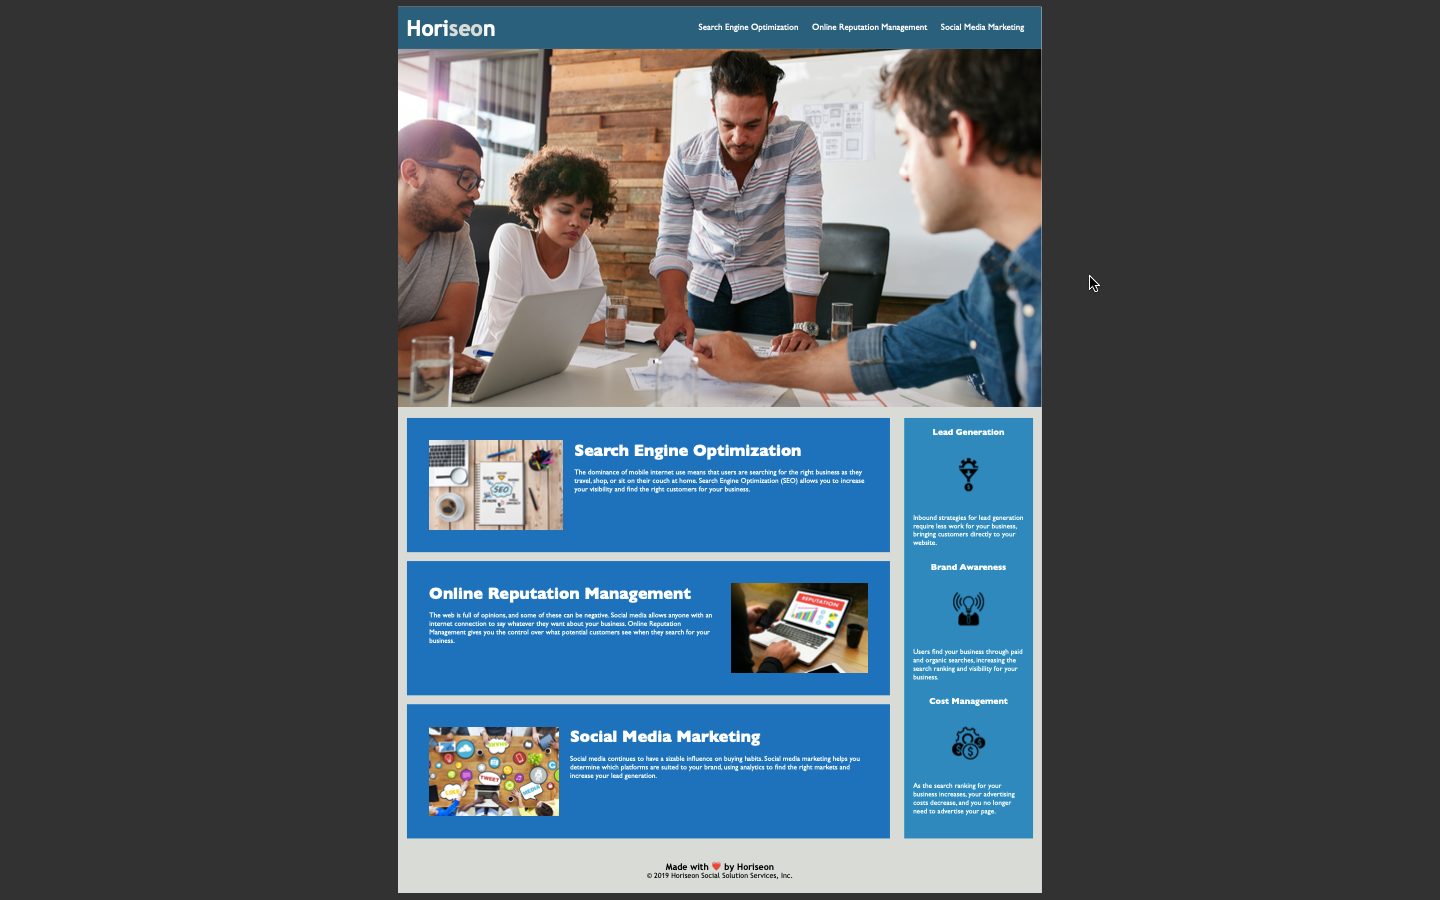 Horiseon
Search Engine Optimization Online Reputation Management Social Media Marketing
Search Engine Optimization
The dominance of mobile internet use means that users are searching for the right business as they
travel, shop, or sit on their couch at home. Search Engine Optimization (SEO) allows you to increase
your visibility and find the right customers for your business.
SEO
Online Reputation Management
The web is full of opinions, and some of these can be negative. Social media allows anyone with an
internet connection to say whatever they want about your business. Online Reputation
Management gives you the control over what potential customers see when they search for your
business.
REPUTATION
Social Media Marketing
Social media continues to have a sizable influence on buying habits. Social media marketing helps you
determine which platforms are suited to your brand, using analytics to find the right markets and
increase your lead generation.
TWEET
LIKE
MEDIA
Lead Generation
Inbound strategies for lead generation
require less work for your business,
bringing customers directly to your
website.
Brand Awareness
Users find your business through paid
and organic searches, increasing the
search ranking and visibility for your
business.
Cost Management
As the search ranking for your
business increases, your advertising
costs decrease, and you no longer
need to advertise your page.
Made with ❤️ by Horiseon
© 2019 Horiseon Social Solution Services, Inc.